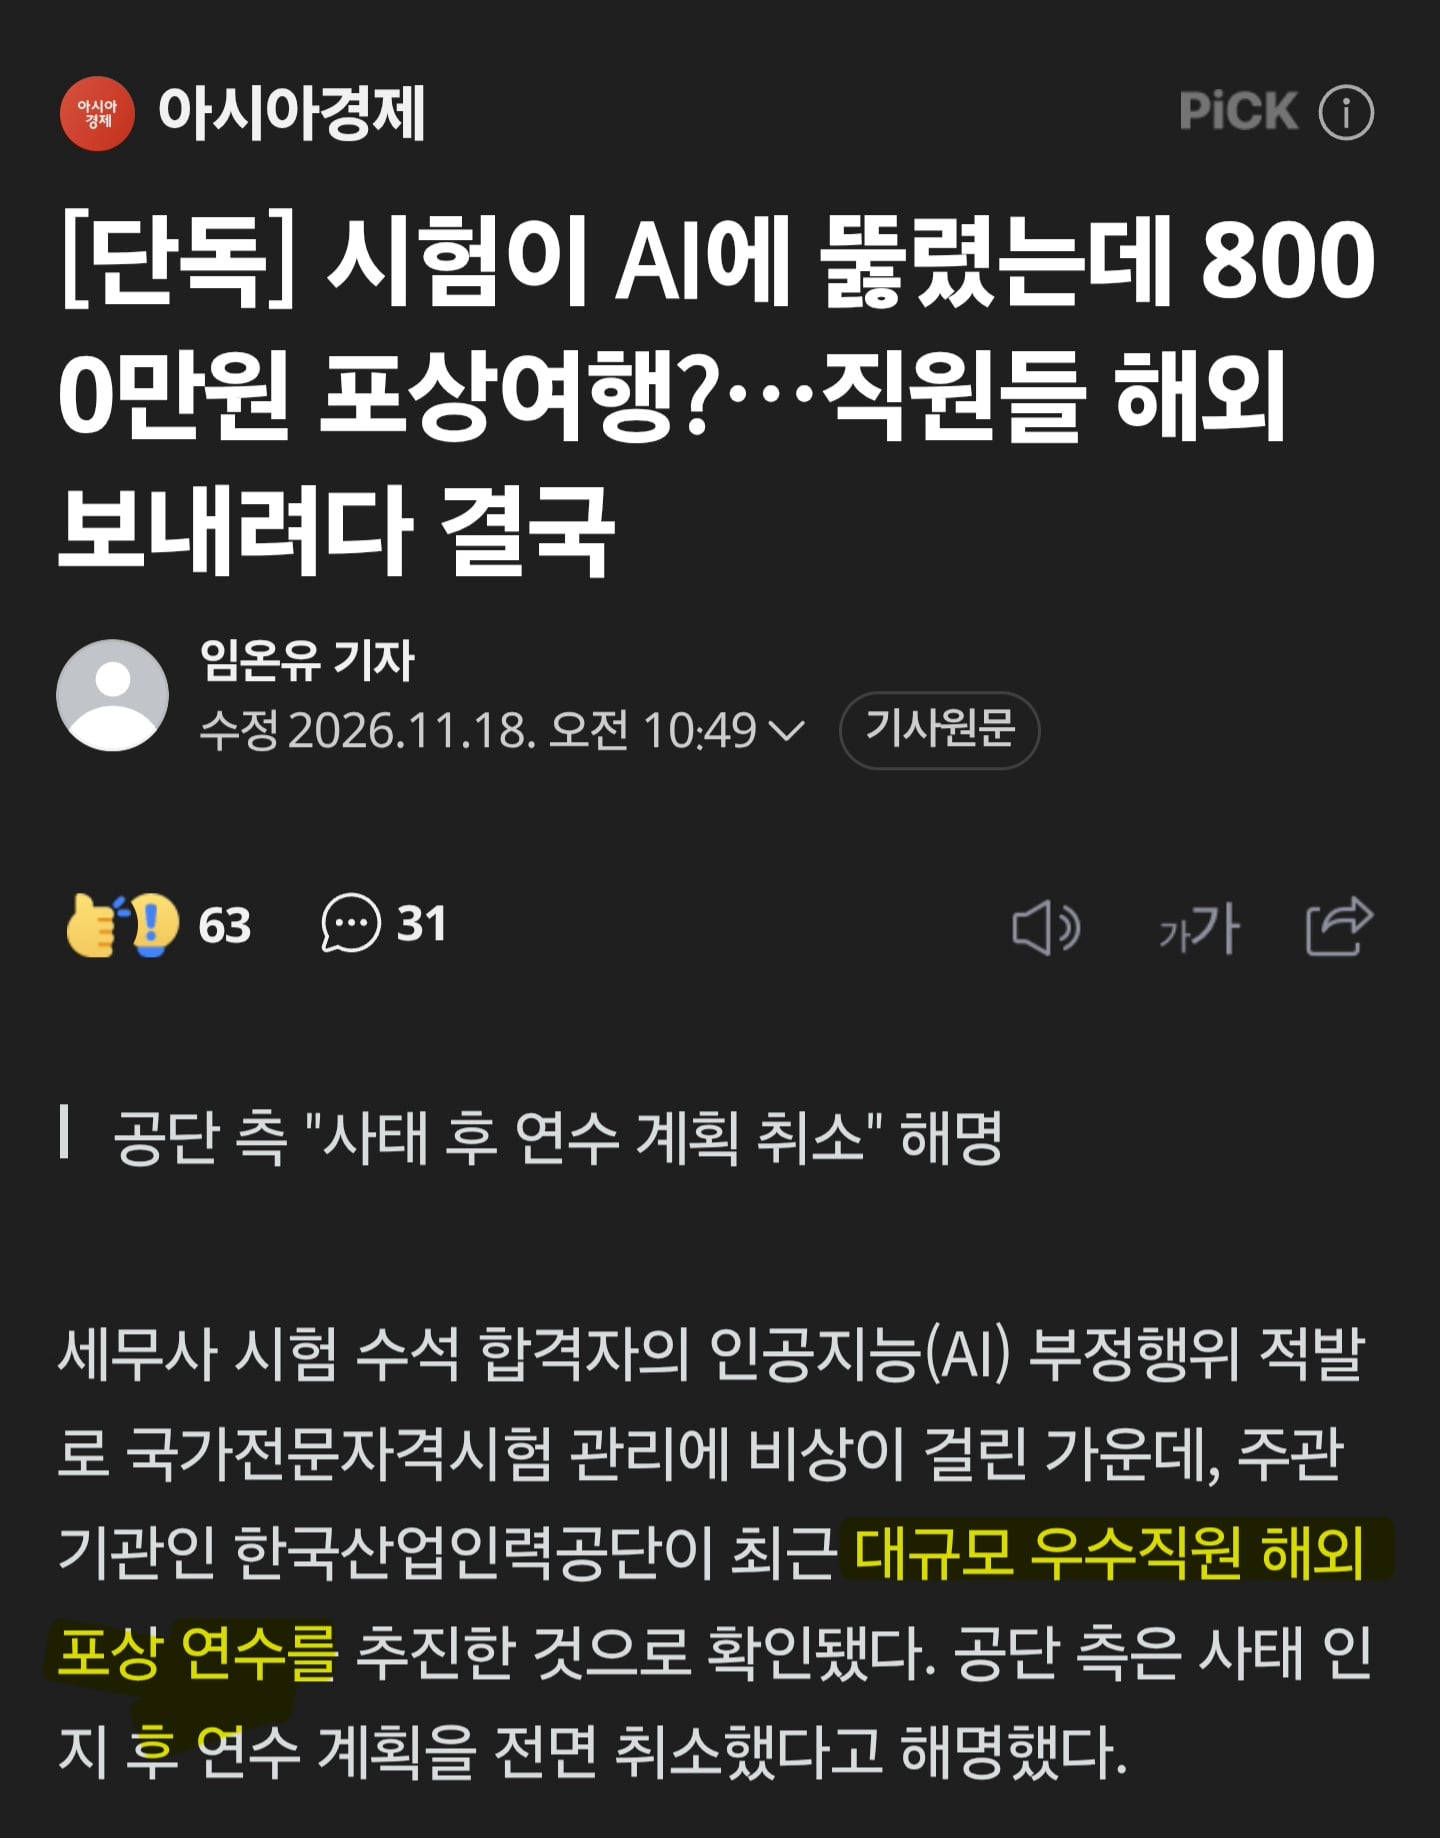 아시아
경제
아시아경제
PiCK
[단독] 시험이 AI에 뚫렸는데 800
0만원 포상여행?…직원들 해외
보내려다 결국
임온유 기자
수정 2026.11.18. 오전 10:49
기사원문
63
31
가가
공단 측 "사태 후 연수 계획 취소" 해명
세무사 시험 수석 합격자의 인공지능(AI) 부정행위 적발
로 국가전문자격시험 관리에 비상이 걸린 가운데, 주관
기관인 한국산업인력공단이 최근 대규모 우수직원 해외
포상 연수를 추진한 것으로 확인됐다. 공단 측은 사태 인
지 후 연수 계획을 전면 취소했다고 해명했다.